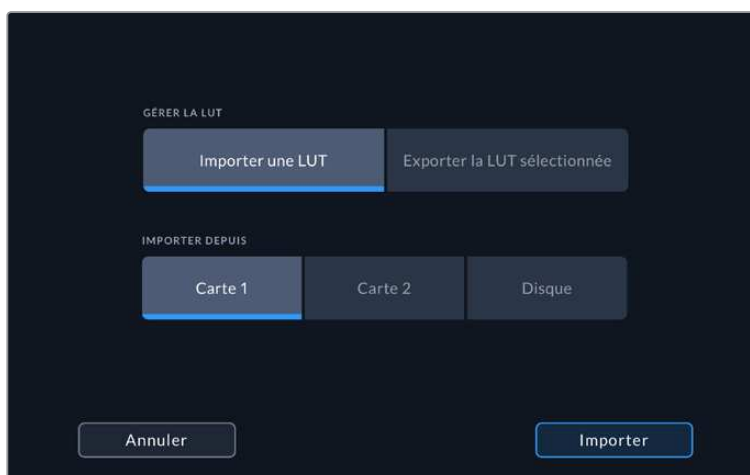 GÉRER LA LUT
Importer une LUT Exporter la LUT sélectionnée
IMPORTER DEPUIS
Carte 1 Carte 2 Disque
Annuler Importer